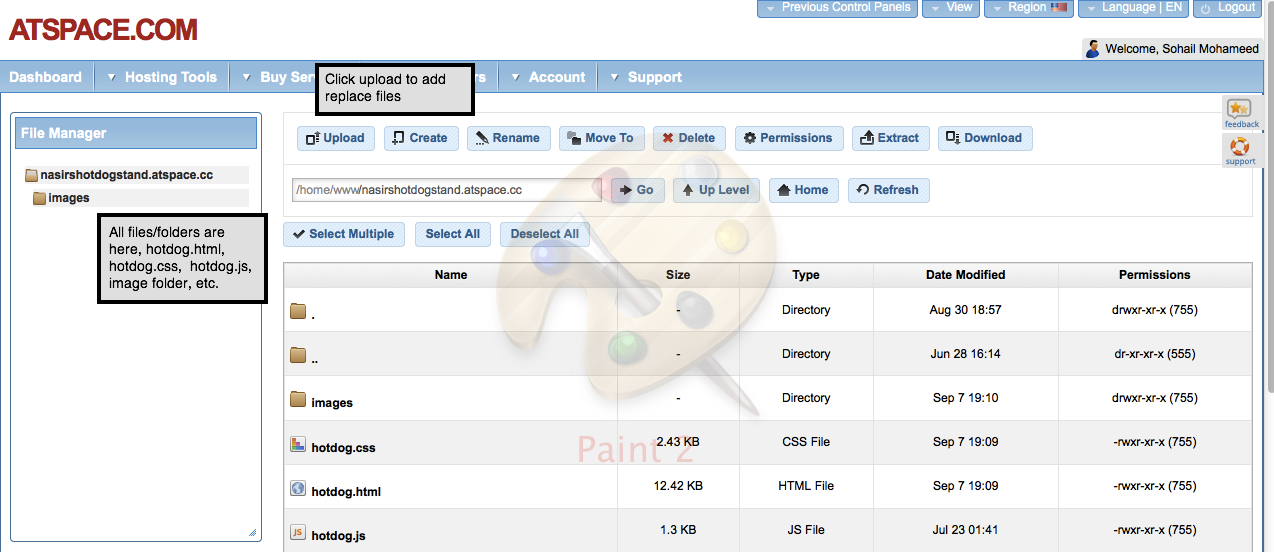 Previous Control Panels
View
Region
Language | EN
Logout
ATSPACE.COM
Welcome, Sohail Mohameed
Dashboard
Hosting Tools
Buy Ser
rs
Account
Support
Click upload to add
replace files
feedback
support
File Manager
nasirshotdogstand.atspace.cc
images
All files/folders are
here, hotdog.html,
hotdog.css, hotdog.js,
image folder, etc.
Upload
Create
Rename
Move To
Delete
Permissions
Extract
Download
/home/www/nasirshotdogstand.atspace.cc
Go
Up Level
Home
Refresh
Select Multiple
Select All
Deselect All
Name Size Type Date Modified Permissions
. - Directory Aug 30 18:57 drwxr-xr-x (755)
.. - Directory Jun 28 16:14 dr-xr-xr-x (555)
images - Directory Sep 7 19:10 drwxr-xr-x (755)
hotdog.css 2.43 KB CSS File Sep 7 19:09 -rwxr-xr-x (755)
Paint 2
hotdog.html 12.42 KB HTML File Sep 7 19:09 -rwxr-xr-x (755)
JS hotdog.js 1.3 KB JS File Jul 23 01:41 -rwxr-xr-x (755)